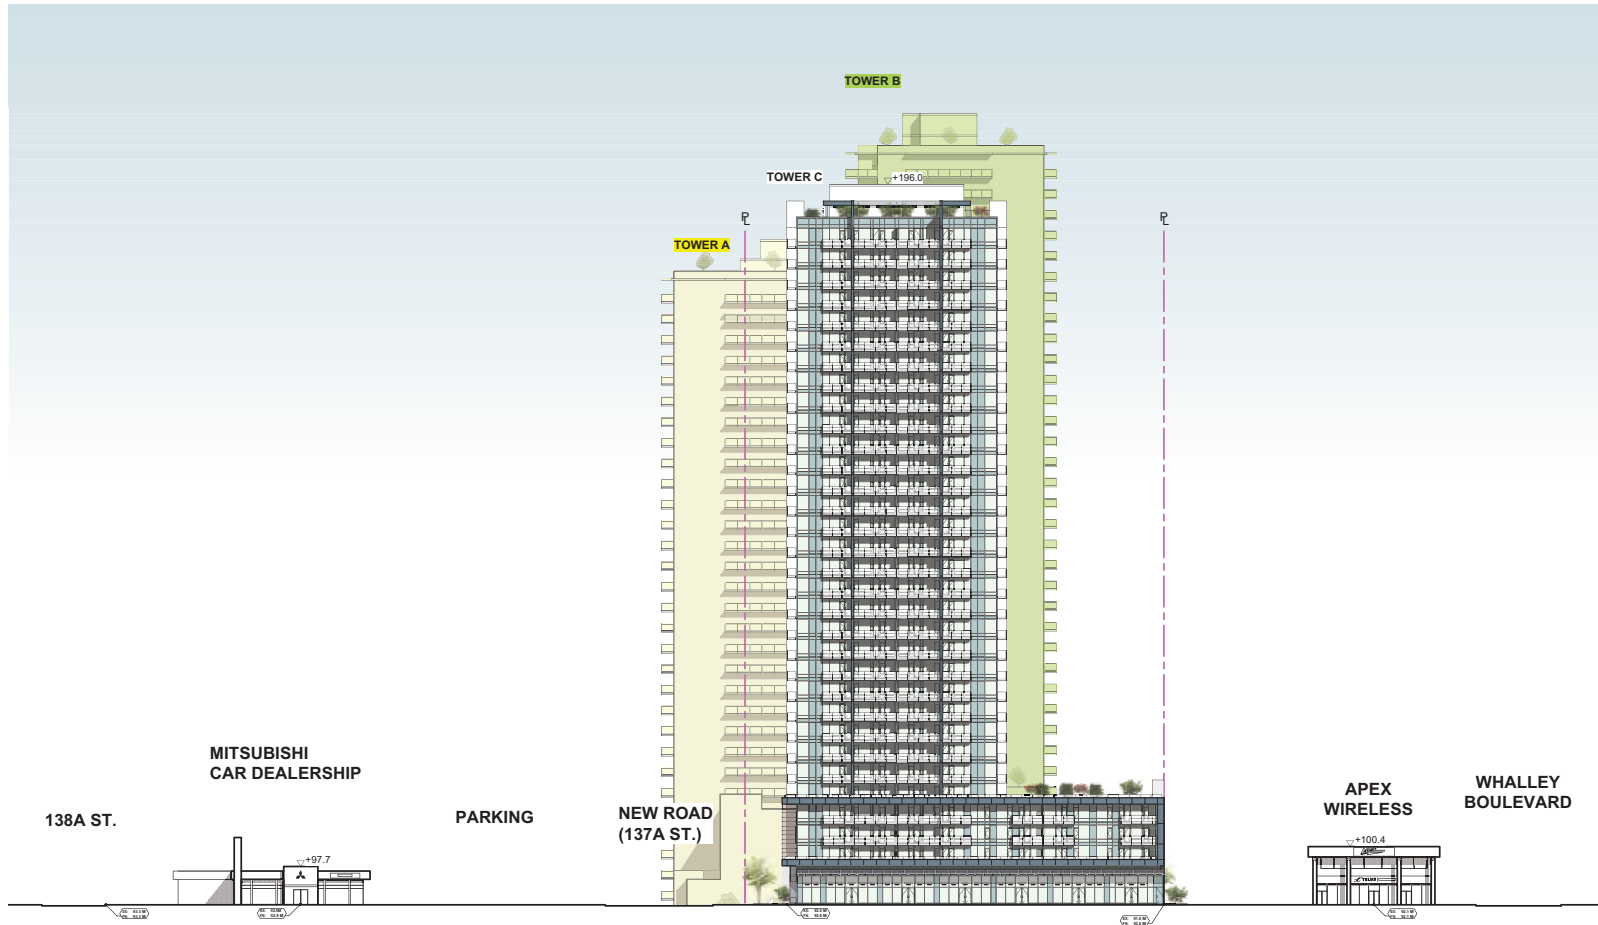 TOWER B
TOWER C
+196.0
TOWER A
MITSUBISHI
CAR DEALERSHIP
138A ST.
PARKING
NEW ROAD
(137A ST.)
APEX
WIRELESS
WHALLEY
BOULEVARD
+97.7
+100.4
TELUS